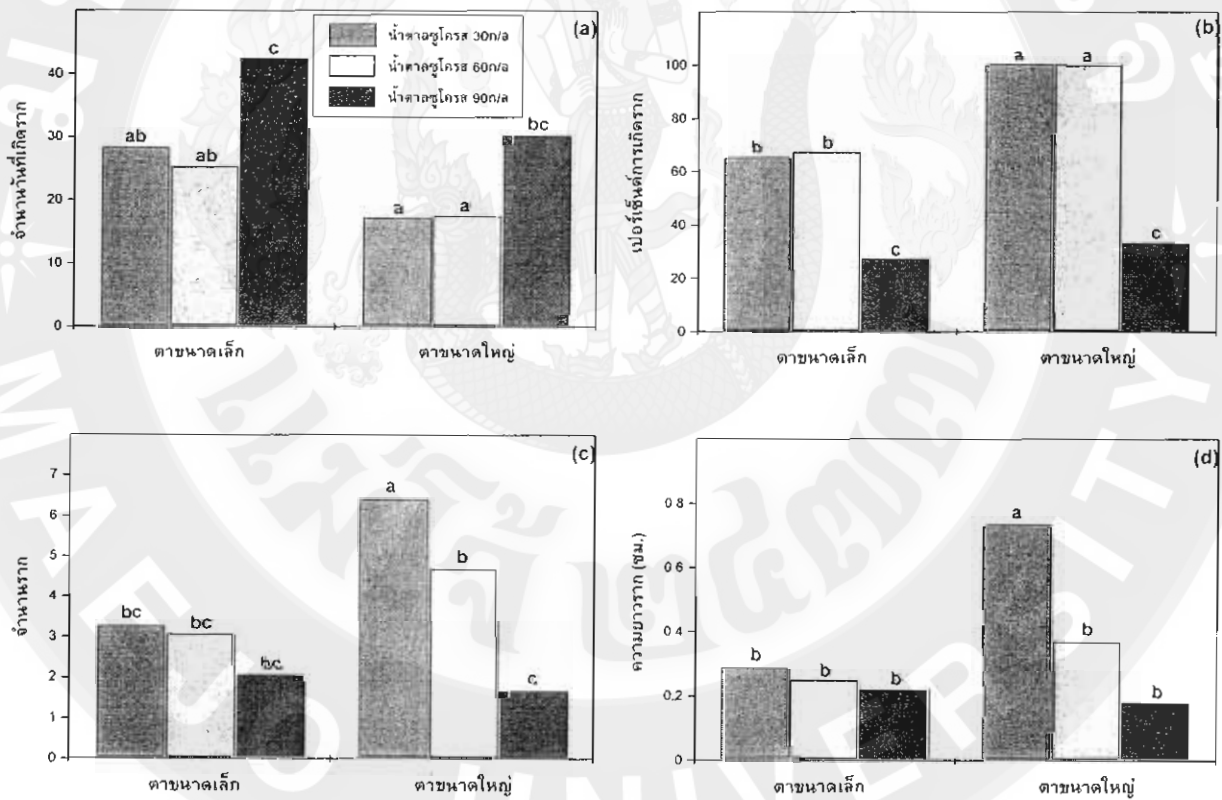 (a)
น้ำตาลซูโครส 30ก/ล
น้ำตาลซูโครส 60ก/ล
น้ำตาลซูโครส 90ก/ล
จำนวนวันที่เกิดราก
40
30
20
10
0
ab
ab
c
a
a
bc
ตาขนาดเล็ก
ตาขนาดใหญ่
(b)
เปอร์เซ็นต์การเกิดราก
100
80
60
40
20
0
b
b
c
a
a
c
ตาขนาดเล็ก
ตาขนาดใหญ่
(c)
จำนวนราก
7
6
5
4
3
2
1
0
bc
bc
bc
a
b
c
ตาขนาดเล็ก
ตาขนาดใหญ่
(d)
ความยาวราก (ซม.)
0.8
0.6
0.4
0.2
0
b
b
b
a
b
b
ตาขนาดเล็ก
ตาขนาดใหญ่
MAEJO UNIVERSITY